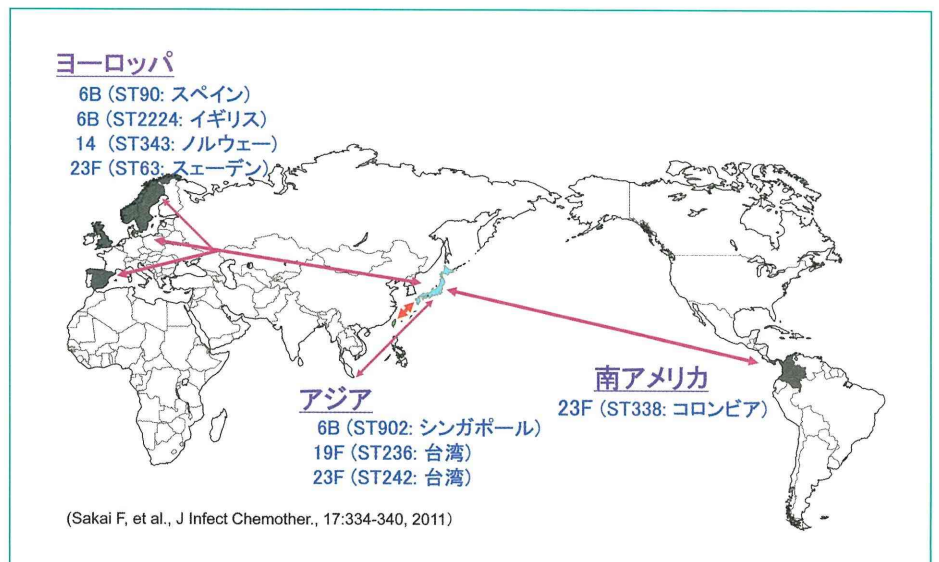 ヨーロッパ
6B (ST90: スペイン)
6B (ST2224: イギリス)
14 (ST343: ノルウェー)
23F (ST63: スェーデン)
アジア
6B (ST902: シンガポール)
19F (ST236: 台湾)
23F (ST242: 台湾)
南アメリカ
23F (ST338: コロンビア)
(Sakai F, et al., J Infect Chemother., 17:334-340, 2011)